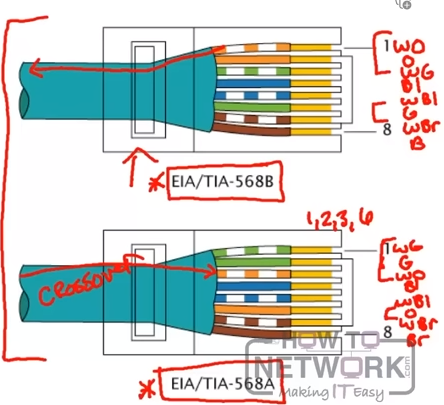 1 WO
O
WG
Bl
WBl
G
WBr
8 B
* EIA/TIA-568B
1,2,3,6
1 WG
G
WO
Bl
WBl
O
WBr
8 Br
CROSSOVER
HOW TO
NETWORK.com
Making IT Easy
* EIA/TIA-568A